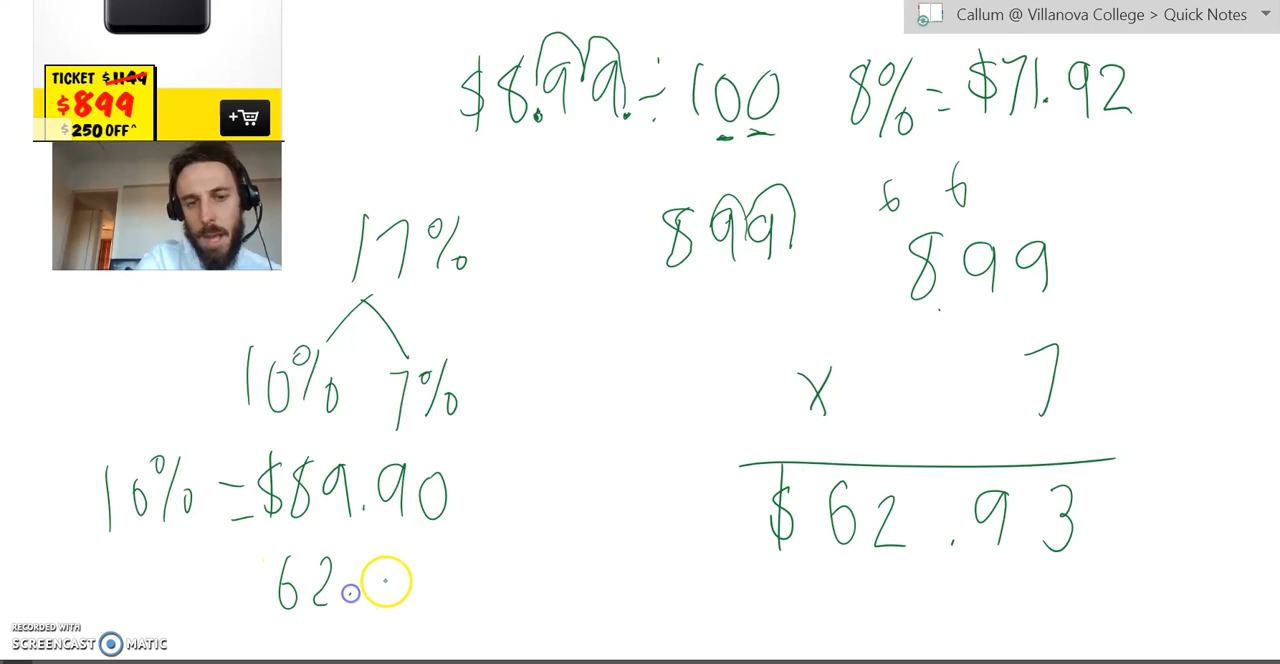 Callum @ Villanova College > Quick Notes
TICKET $1149
$899
$250 OFF^
$8.99. ÷ 100
8% = $71.92
17%
899
6 6
899
10% 7%
x 7
10% = $89.90
$62.93
62.
RECORDED WITH
SCREENCAST MATIC